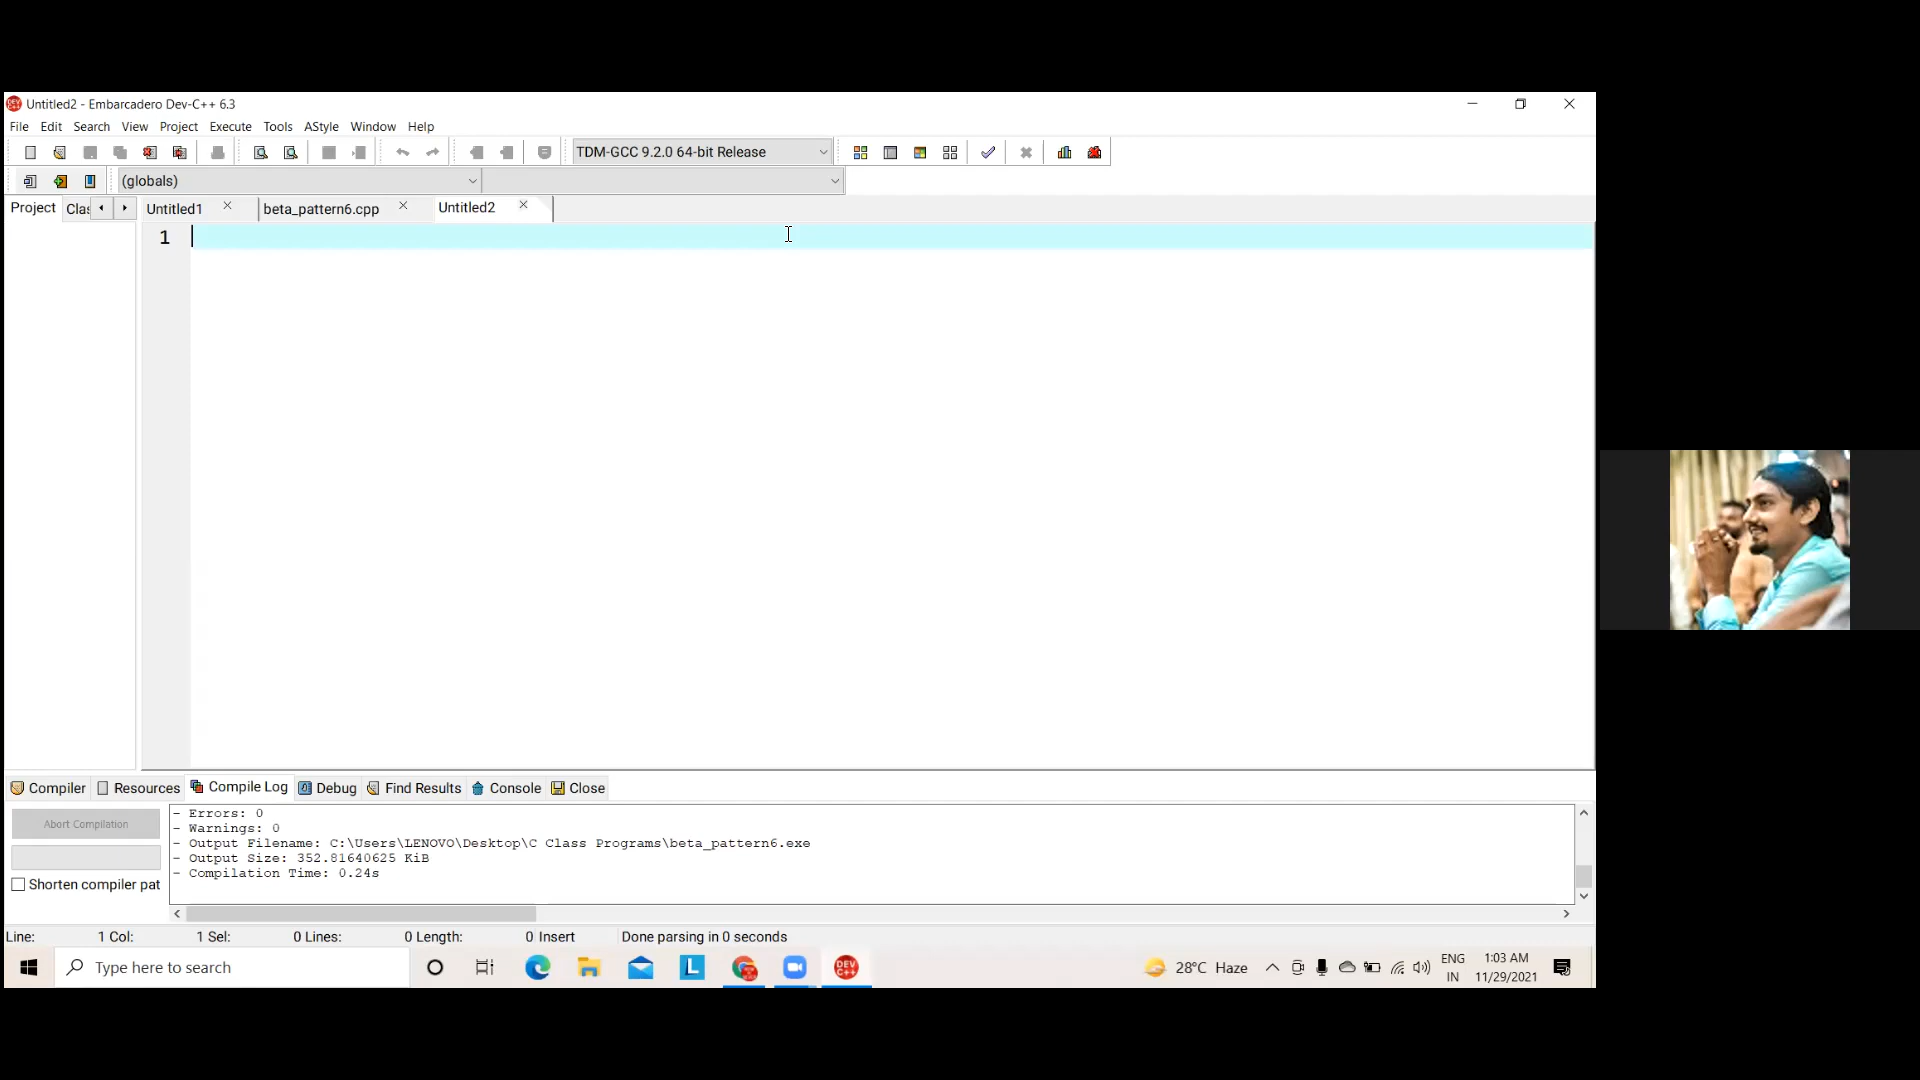 Untitled2 - Embarcadero Dev-C++ 6.3
File Edit Search View Project Execute Tools AStyle Window Help
TDM-GCC 9.2.0 64-bit Release
(globals)
Project Clas Untitled1 beta_pattern6.cpp Untitled2
1
Compiler Resources Compile Log Debug Find Results Console Close
Abort Compilation
Shorten compiler pat
- Errors: 0
- Warnings: 0
- Output Filename: C:\Users\LENOVO\Desktop\C Class Programs\beta_pattern6.exe
- Output Size: 352.81640625 KiB
- Compilation Time: 0.24s
Line: 1 Col: 1 Sel: 0 Lines: 0 Length: 0 Insert Done parsing in 0 seconds
Type here to search
L
DEV C++
28°C Haze
ENG
IN
1:03 AM
11/29/2021